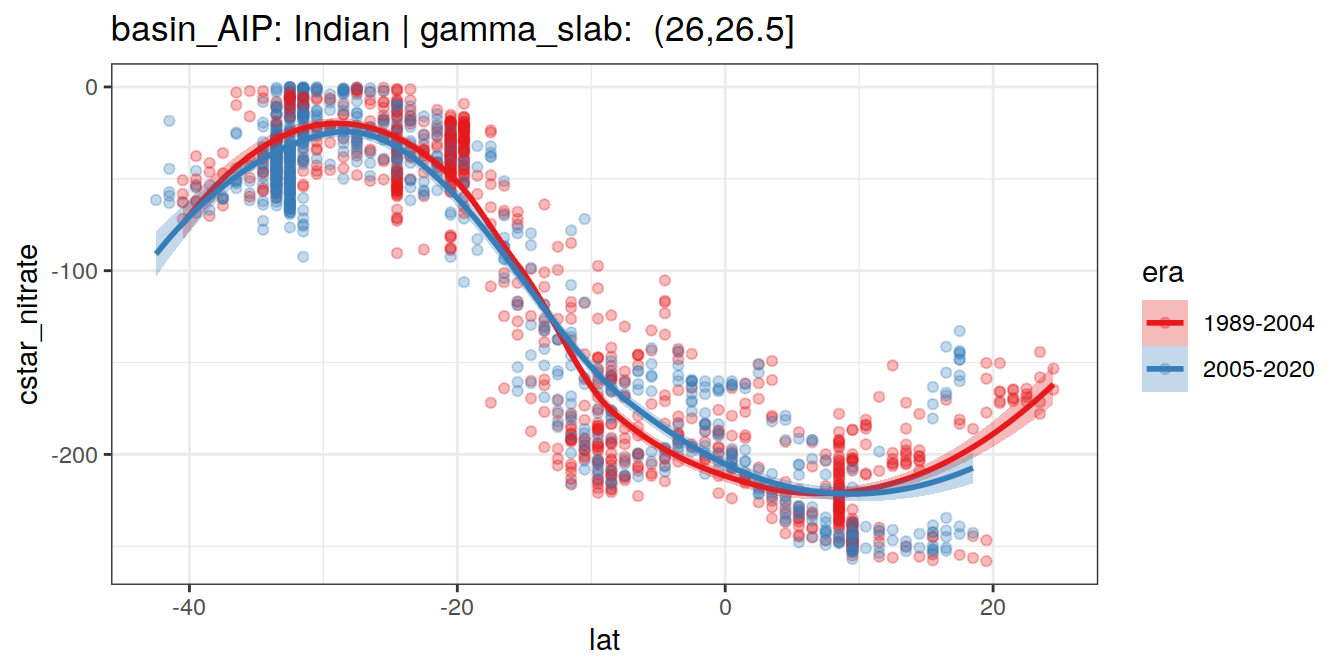 basin_AIP: Indian | gamma_slab:  (26,26.5]
0
-100
-200
cstar_nitrate
-40
-20
0
20
lat
era
1989-2004
2005-2020